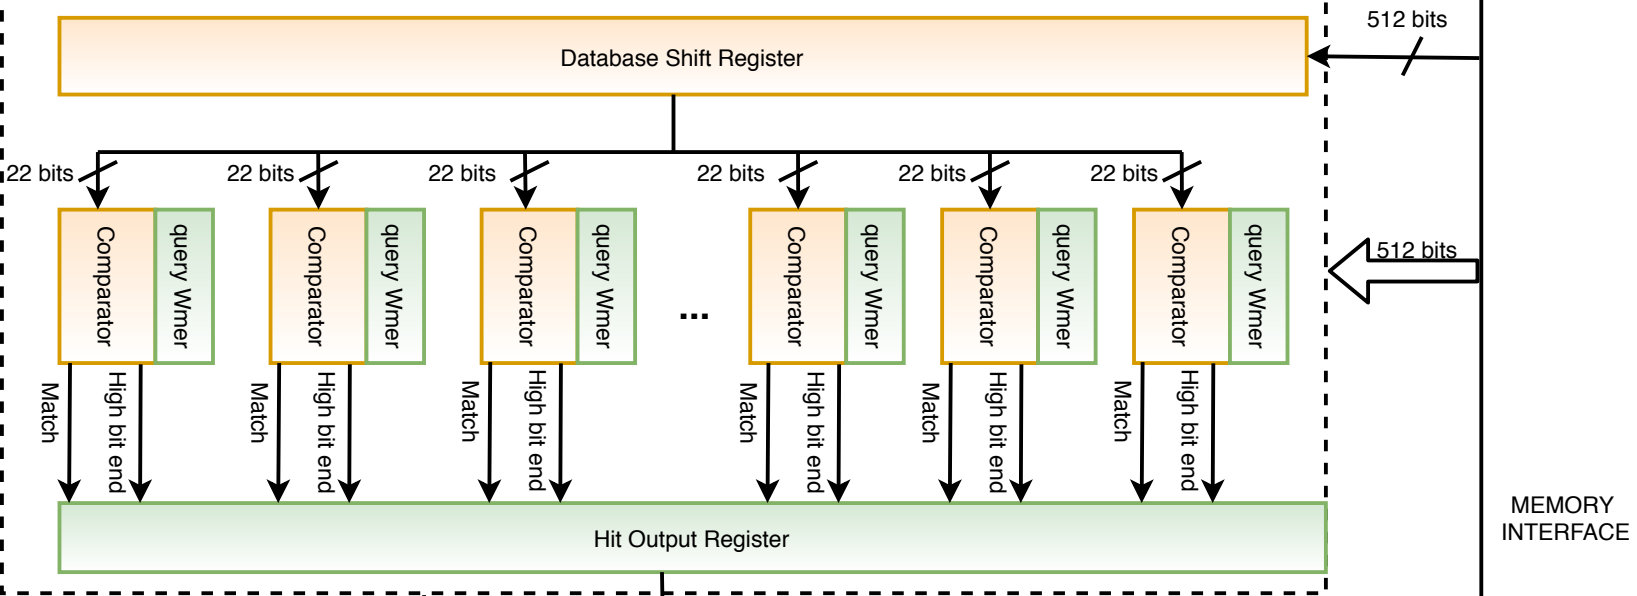 512 bits
Database Shift Register
22 bits
22 bits
22 bits
22 bits
22 bits
22 bits
Comparator
query Wmer
Comparator
query Wmer
Comparator
query Wmer
...
Comparator
query Wmer
Comparator
query Wmer
Comparator
query Wmer
512 bits
Match
High bit end
Match
High bit end
Match
High bit end
Match
High bit end
Match
High bit end
Match
High bit end
Hit Output Register
MEMORY
INTERFACE